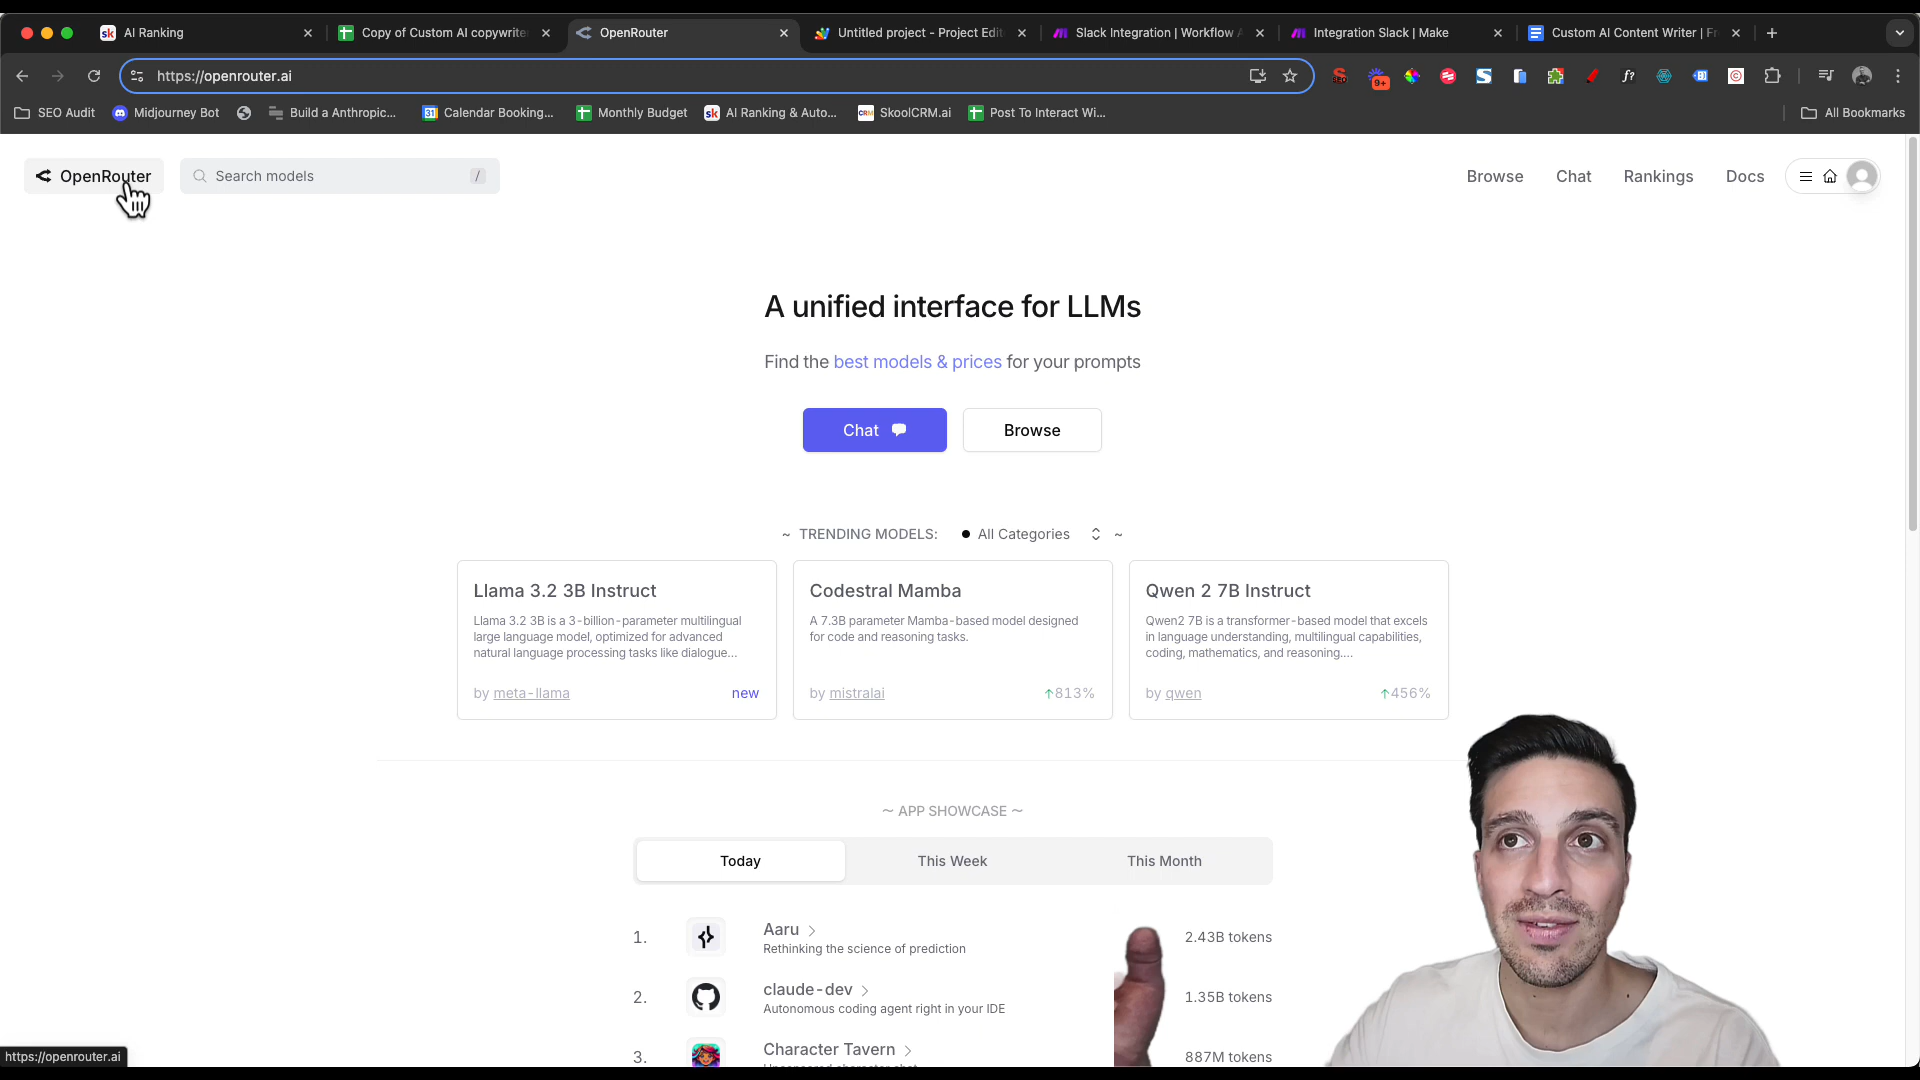 AI Ranking
Copy of Custom AI copywrite
OpenRouter
Untitled project - Project Edit
Slack Integration | Workflow A
Integration Slack | Make
Custom AI Content Writer | Fr
https://openrouter.ai
9+
f?
SEO Audit
Midjourney Bot
Build a Anthropic...
31
Calendar Booking...
Monthly Budget
sk
AI Ranking & Auto...
CRM
SkoolCRM.ai
Post To Interact Wi...
All Bookmarks
OpenRouter
Search models
/
Browse
Chat
Rankings
Docs
A unified interface for LLMs
Find the best models & prices for your prompts
Chat
Browse
~ TRENDING MODELS: All Categories ~
Llama 3.2 3B Instruct
Llama 3.2 3B is a 3-billion-parameter multilingual
large language model, optimized for advanced
natural language processing tasks like dialogue...
by meta-llama
new
Codestral Mamba
A 7.3B parameter Mamba-based model designed
for code and reasoning tasks.
by mistralai
↑813%
Qwen 2 7B Instruct
Qwen2 7B is a transformer-based model that excels
in language understanding, multilingual capabilities,
coding, mathematics, and reasoning....
by qwen
↑456%
~ APP SHOWCASE ~
Today
This Week
This Month
1.
Aaru
Rethinking the science of prediction
2.43B tokens
2.
claude-dev
Autonomous coding agent right in your IDE
1.35B tokens
3.
Character Tavern
887M tokens
https://openrouter.ai